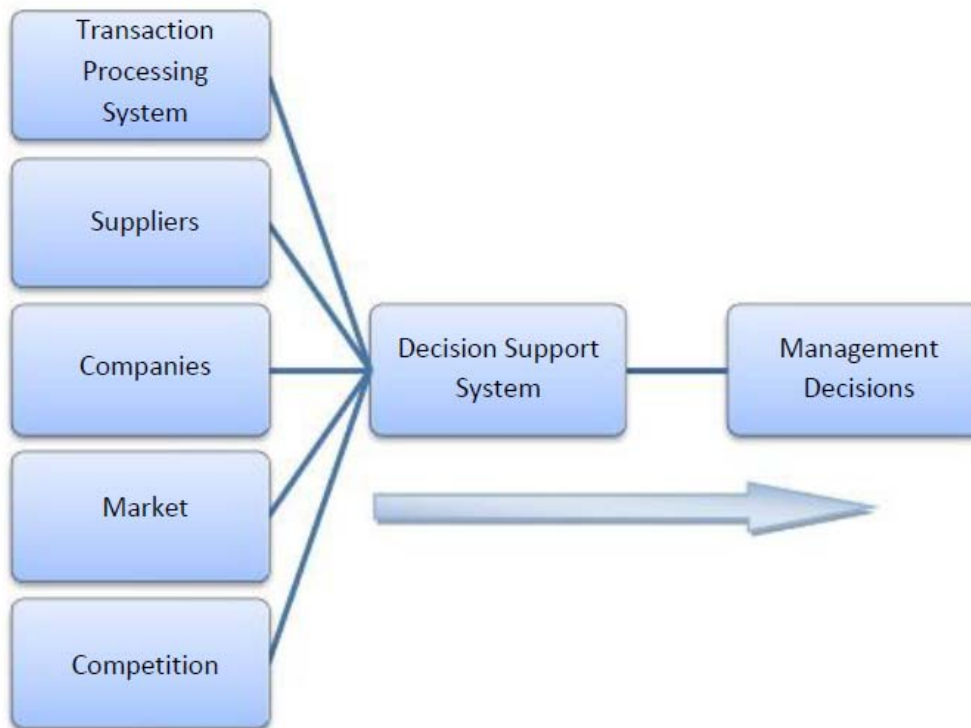 Transaction
Processing
System
Suppliers
Companies
Market
Competition
Decision Support
System
Management
Decisions